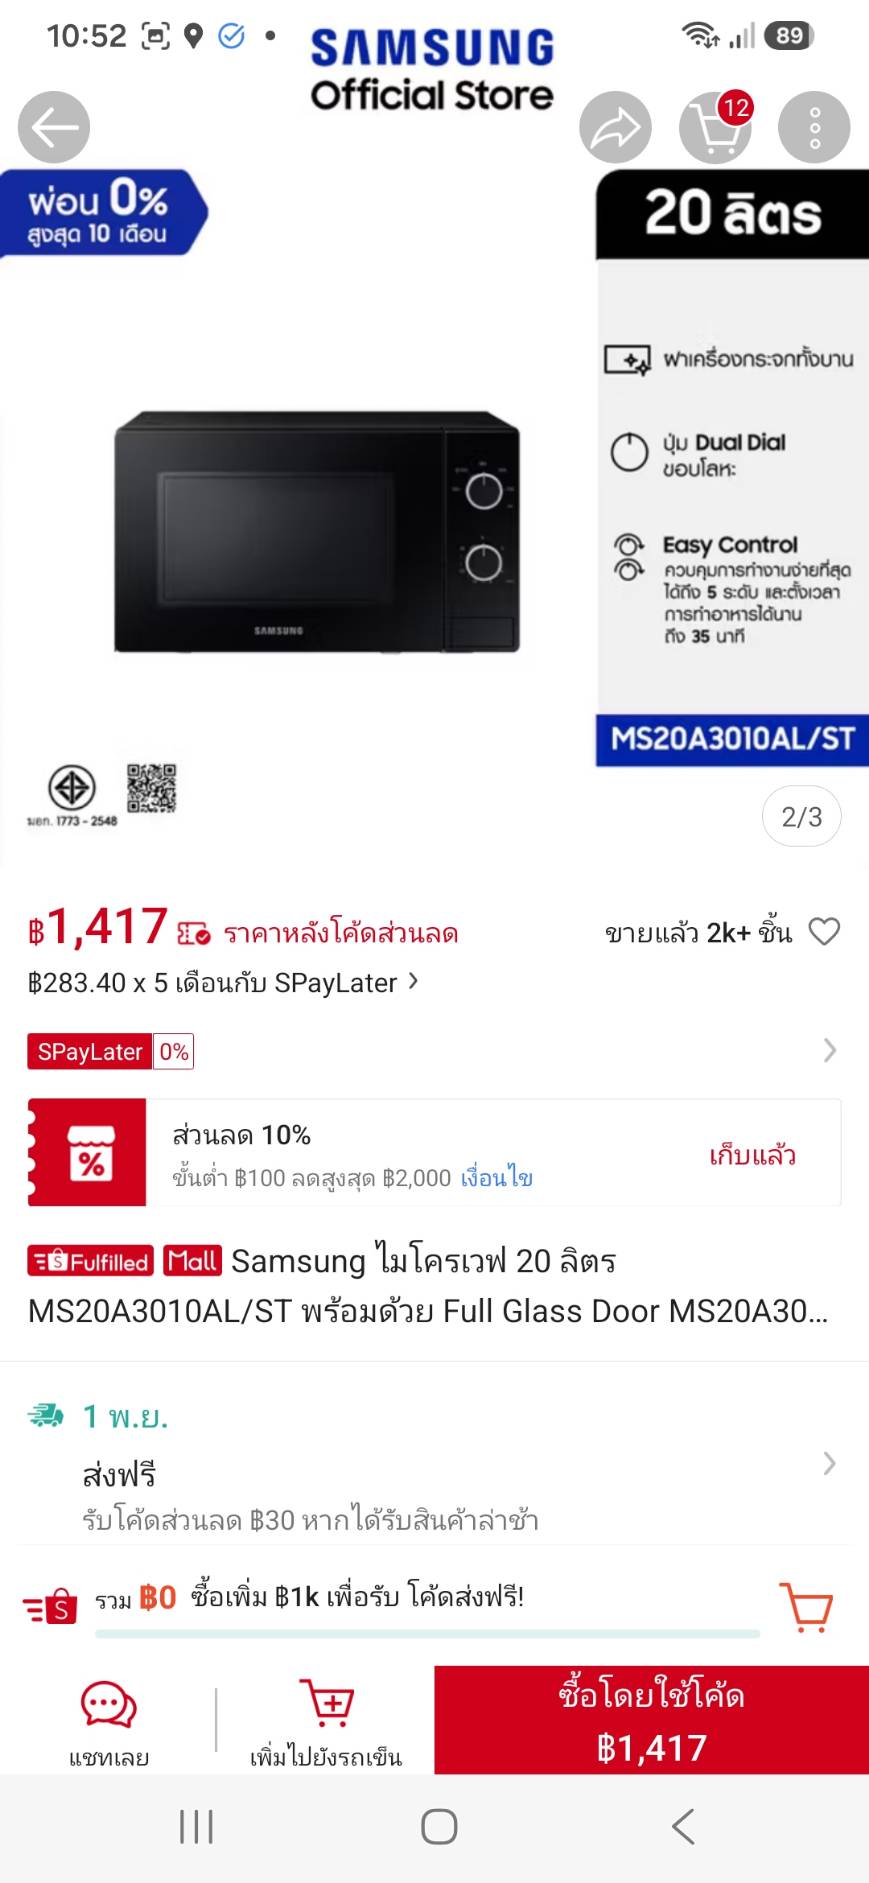 10:52
89
SAMSUNG
Official Store
12
ผ่อน 0%
สูงสุด 10 เดือน
20 ลิตร
ฝาเครื่องกระจกทั้งบาน
ปุ่ม Dual Dial
ขอบโลหะ
Easy Control
ควบคุมการทำงานง่ายที่สุด
ได้ถึง 5 ระดับ และตั้งเวลา
การทำอาหารได้นาน
ถึง 35 นาที
SAMSUNG
MS20A3010AL/ST
มอก. 1773 - 2548
2/3
฿1,417 ราคาหลังโค้ดส่วนลด
ขายแล้ว 2k+ ชิ้น
฿283.40 x 5 เดือนกับ SPayLater >
SPayLater 0%
ส่วนลด 10%
ขั้นต่ำ ฿100 ลดสูงสุด ฿2,000 เงื่อนไข
เก็บแล้ว
Fulfilled Mall Samsung ไมโครเวฟ 20 ลิตร
MS20A3010AL/ST พร้อมด้วย Full Glass Door MS20A30...
1 พ.ย.
ส่งฟรี
รับโค้ดส่วนลด ฿30 หากได้รับสินค้าล่าช้า
รวม ฿0 ซื้อเพิ่ม ฿1k เพื่อรับ โค้ดส่งฟรี!
แชทเลย
เพิ่มไปยังรถเข็น
ซื้อโดยใช้โค้ด
฿1,417